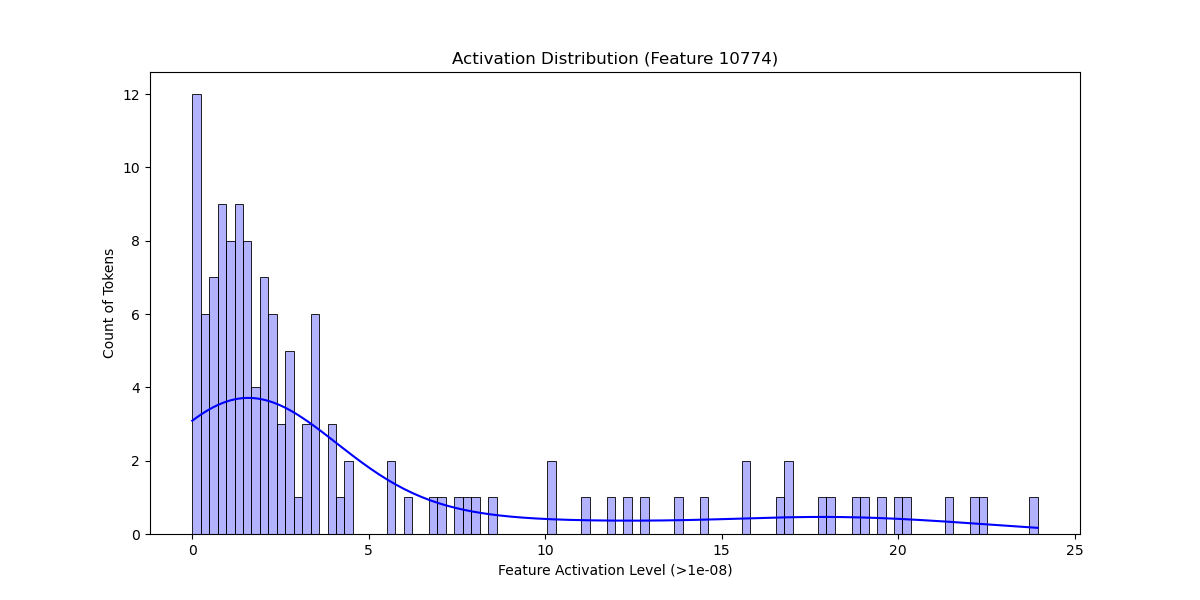 Activation Distribution (Feature 10774)
12
10
8
6
4
2
0
Count of Tokens
0 5 10 15 20 25
Feature Activation Level (>1e-08)